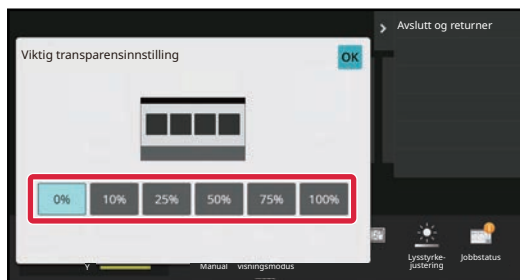 Avslutt og returner
Viktig transparensinnstilling
OK
0%
10%
25%
50%
75%
100%
Y
Manual
visningsmodus
Lysstyrke-
justering
Jobbstatus